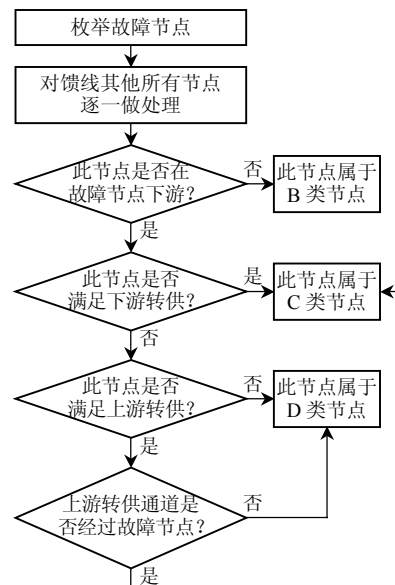 枚举故障节点
对馈线其他所有节点
逐一做处理
此节点是否在
故障节点下游？
否
此节点属于
B 类节点
是
此节点是否
满足下游转供？
是
此节点属于
C 类节点
否
此节点是否
满足上游转供？
否
此节点属于
D 类节点
是
上游转供通道是
否经过故障节点？
否
是